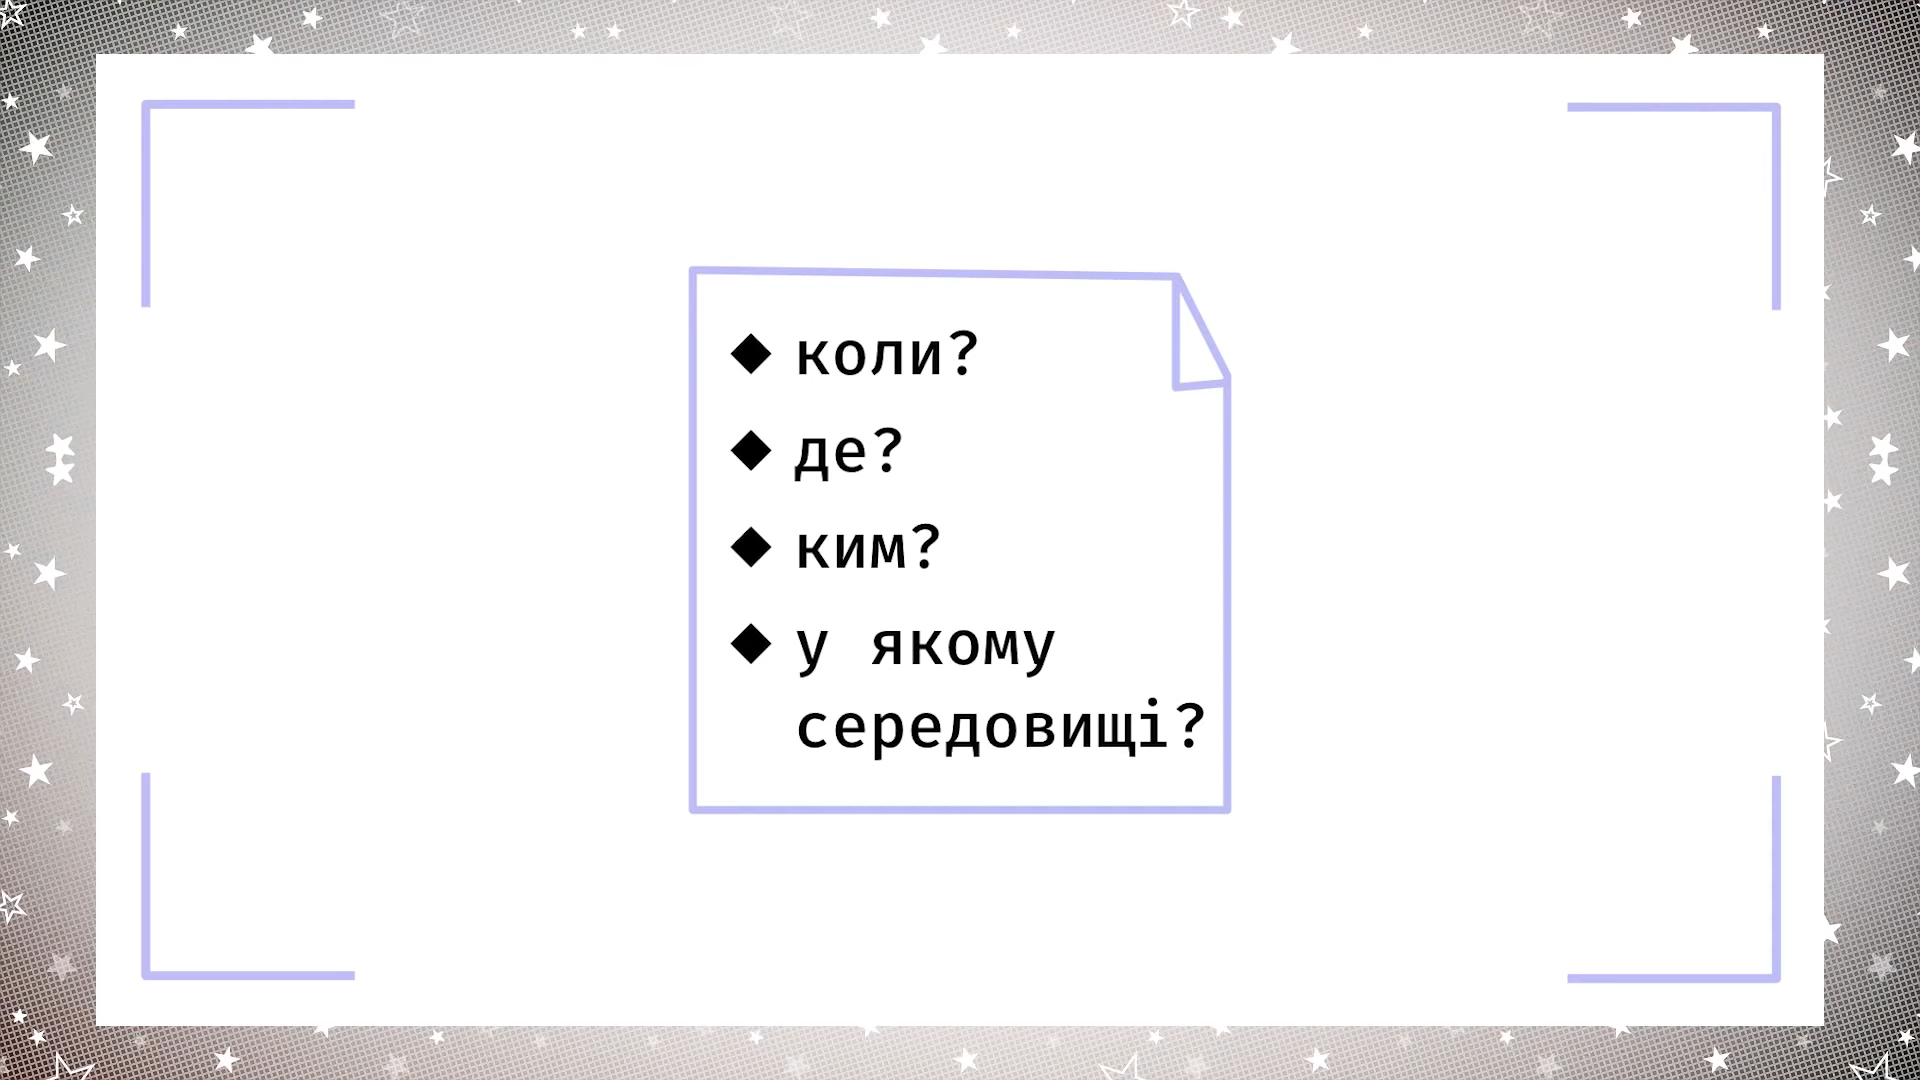 ◆ коли?
◆ де?
◆ ким?
◆ у якому
середовищі?